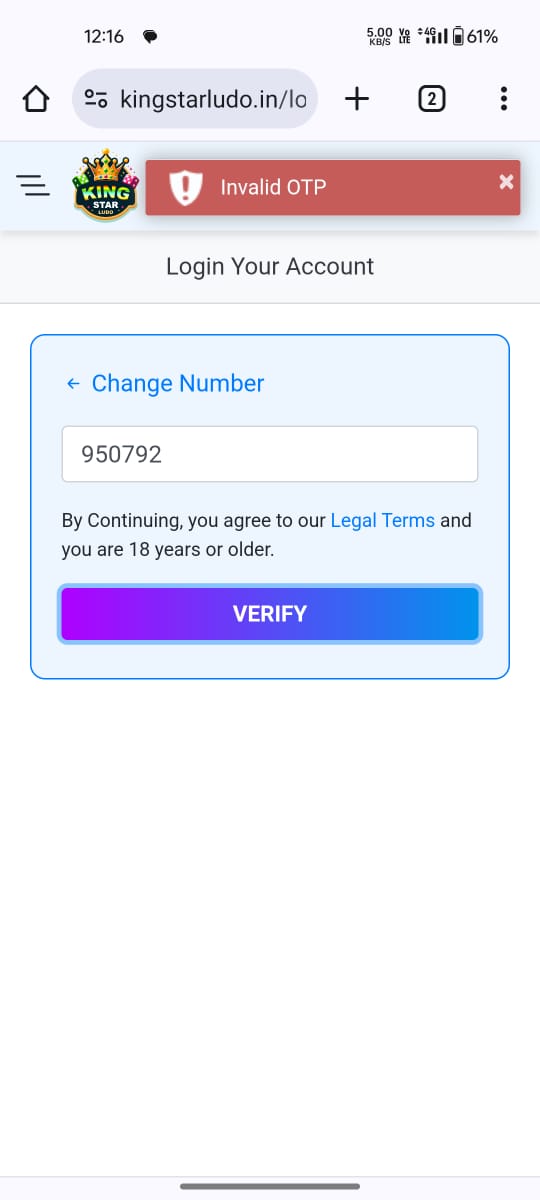 12:16
5.00 KB/S Vo LTE 4G 61%
kingstarludo.in/lo
2
KING
STAR
LUDO
Invalid OTP
Login Your Account
← Change Number
950792
By Continuing, you agree to our Legal Terms and
you are 18 years or older.
VERIFY